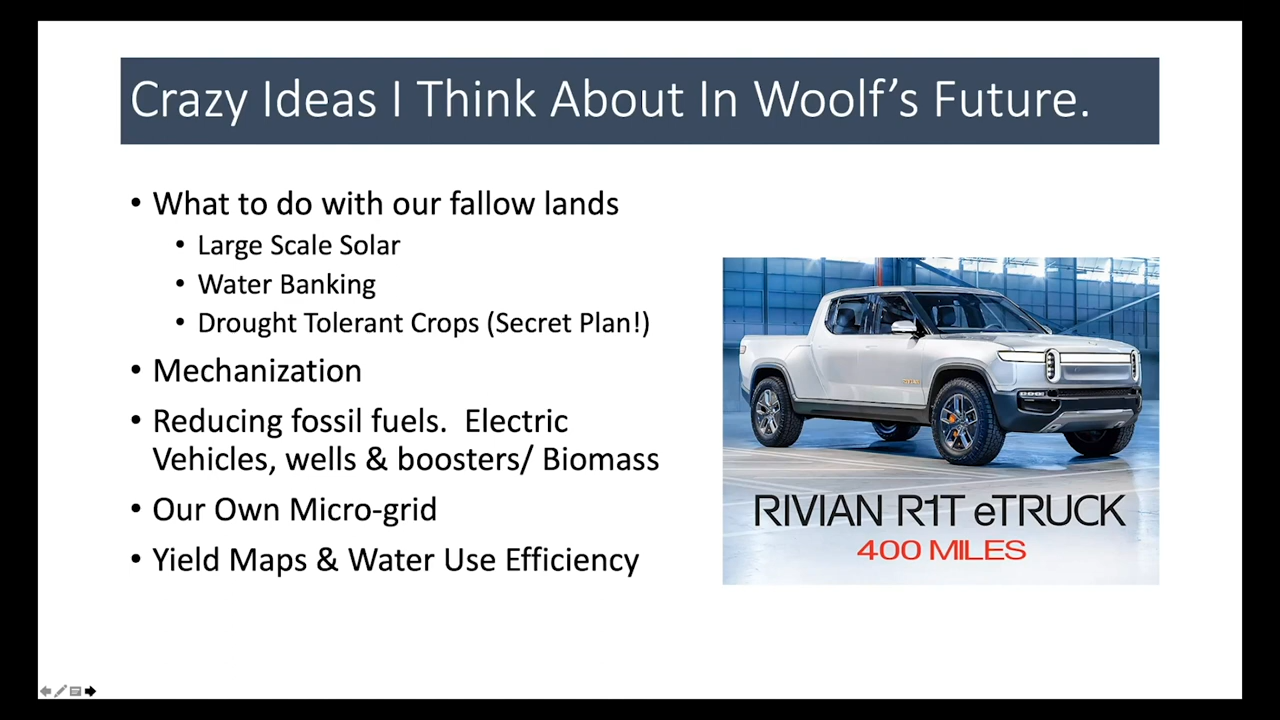 Crazy Ideas I Think About In Woolf’s Future.
• What to do with our fallow lands
• Large Scale Solar
• Water Banking
• Drought Tolerant Crops (Secret Plan!)
• Mechanization
• Reducing fossil fuels.  Electric
Vehicles, wells & boosters/ Biomass
• Our Own Micro-grid
• Yield Maps & Water Use Efficiency
RIVIAN R1T eTRUCK
400 MILES